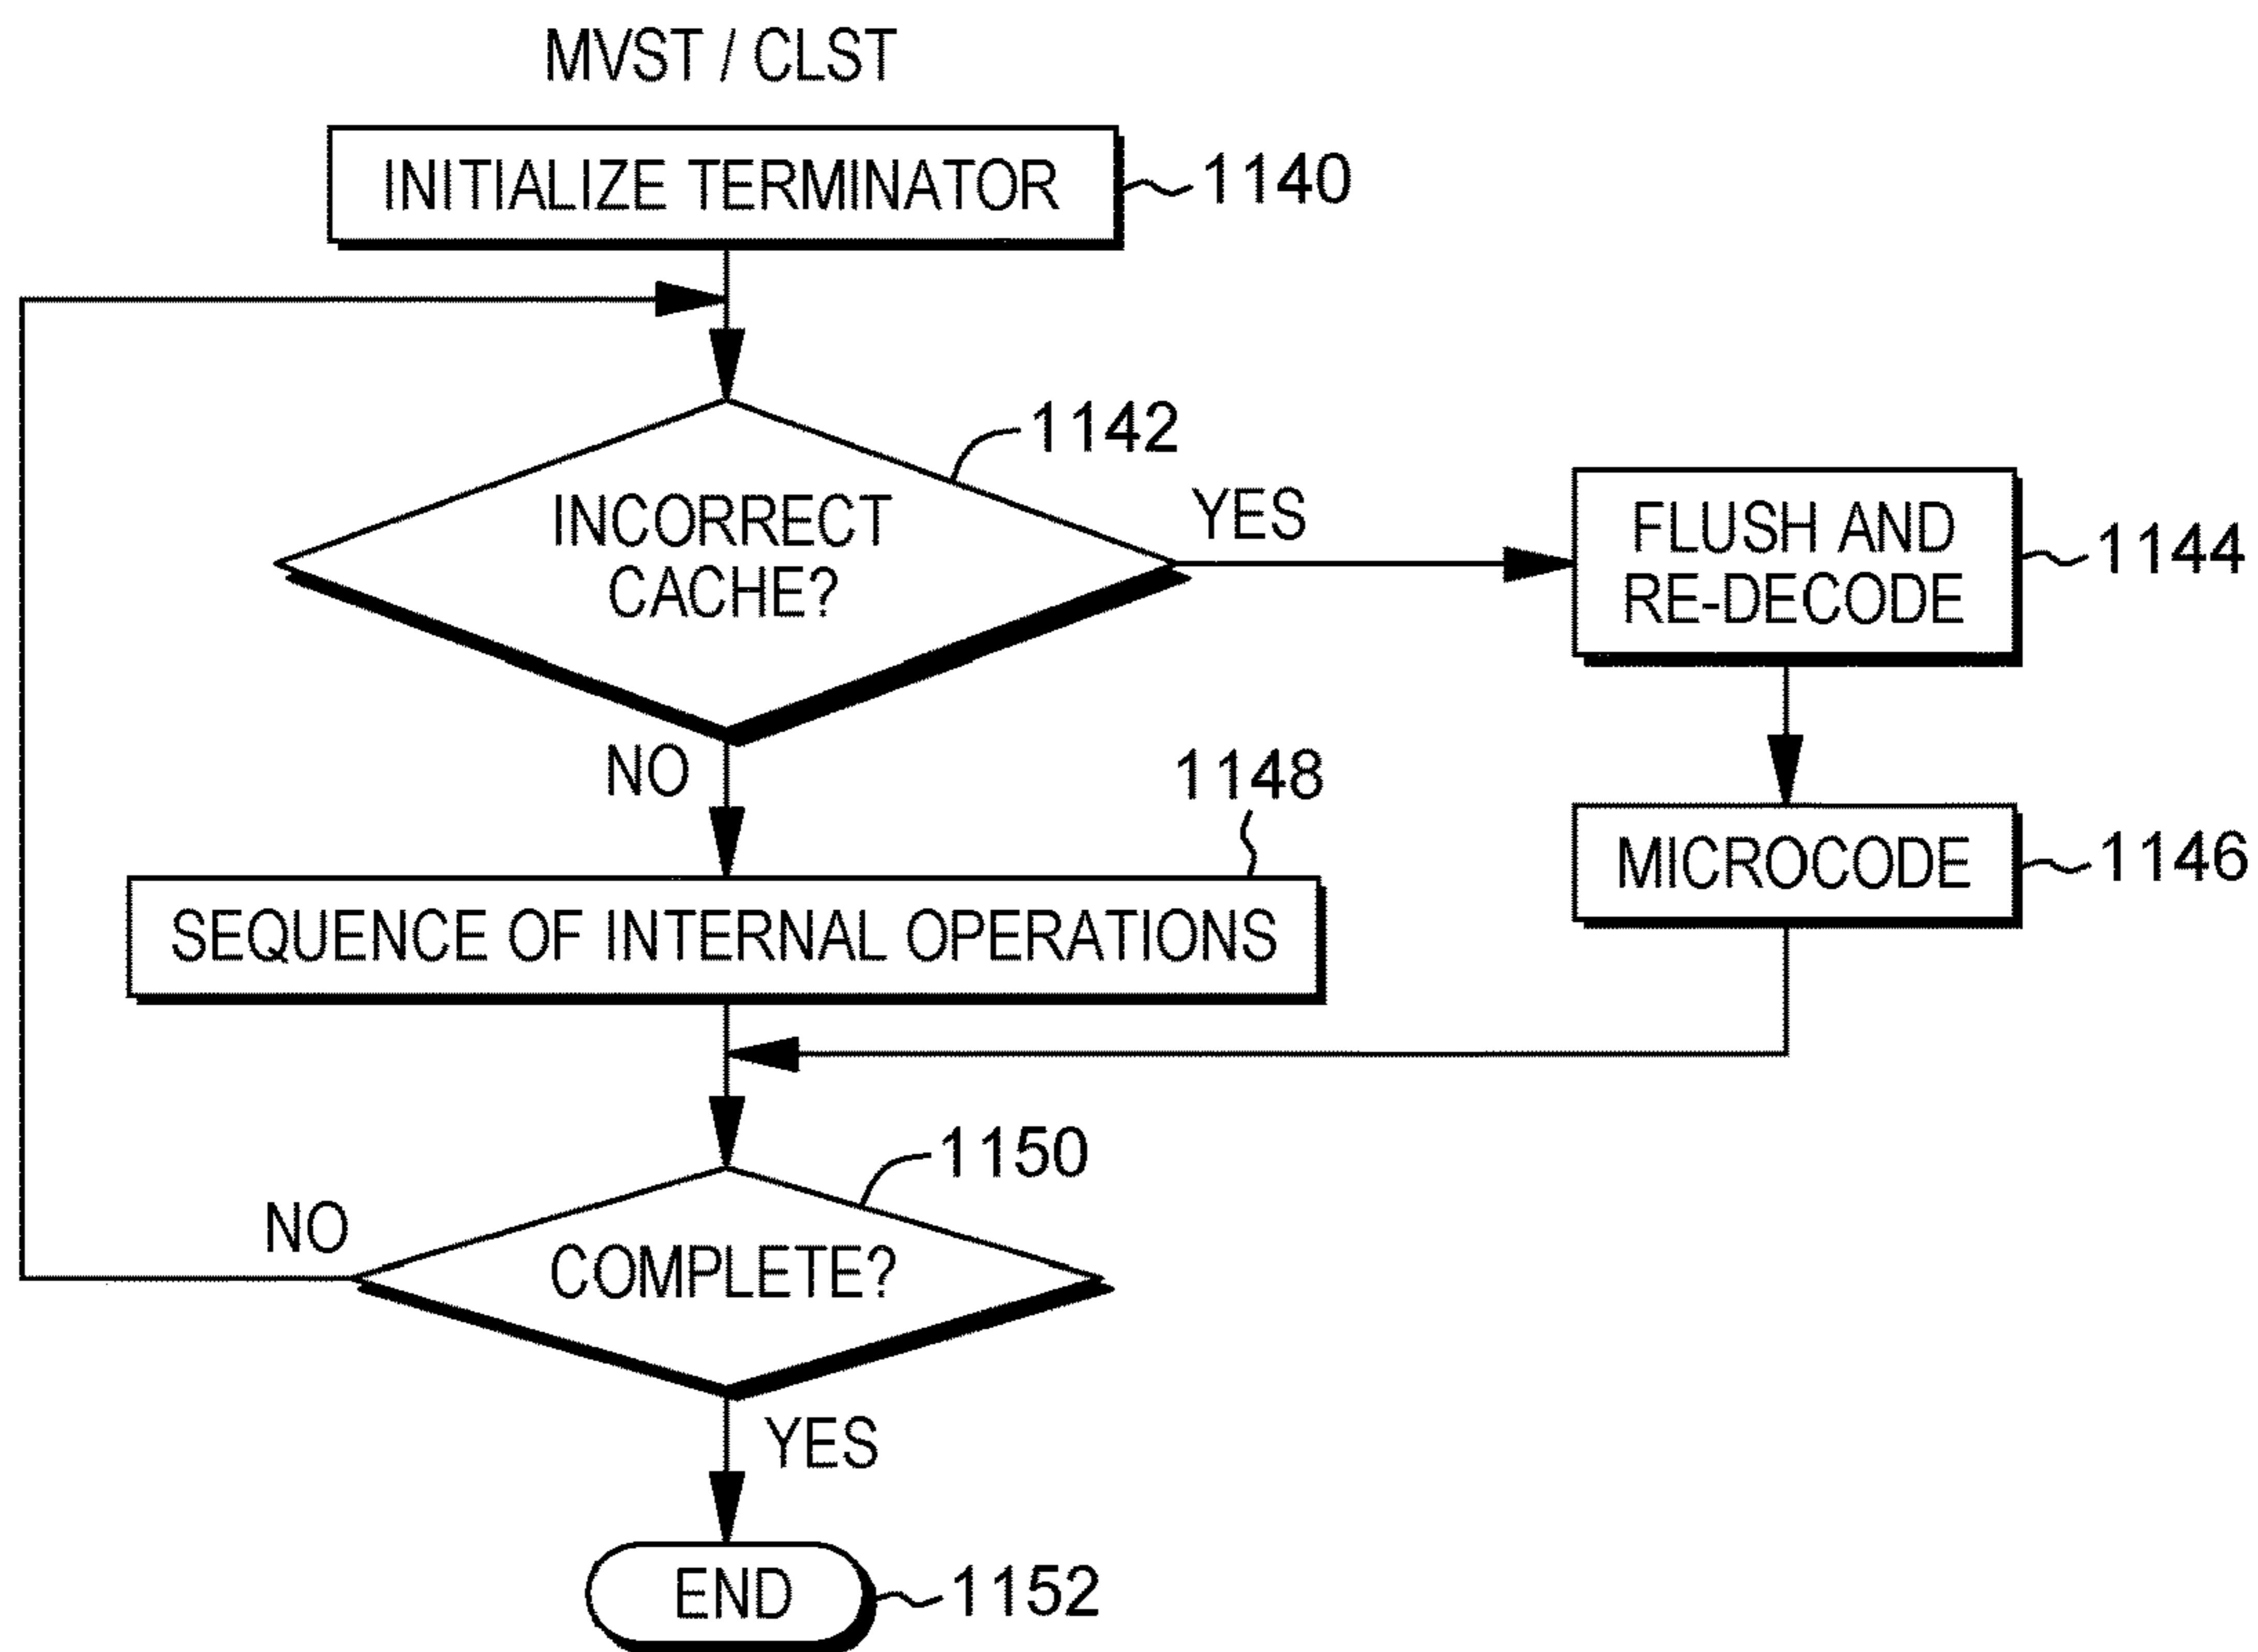 MVST / CLST
INITIALIZE TERMINATOR
1140
1142
INCORRECT
CACHE?
YES
FLUSH AND
RE-DECODE
1144
NO
1148
MICROCODE
1146
SEQUENCE OF INTERNAL OPERATIONS
1150
NO
COMPLETE?
YES
END
1152